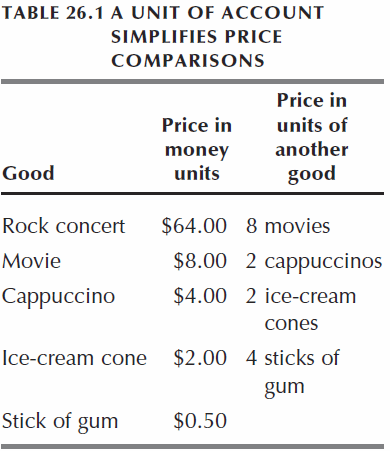 TABLE 26.1 A UNIT OF ACCOUNT
SIMPLIFIES PRICE
COMPARISONS
Good
Price in
money
units
Price in
units of
another
good
Rock concert $64.00 8 movies
Movie $8.00 2 cappuccinos
Cappuccino $4.00 2 ice-cream
cones
Ice-cream cone $2.00 4 sticks of
gum
Stick of gum $0.50